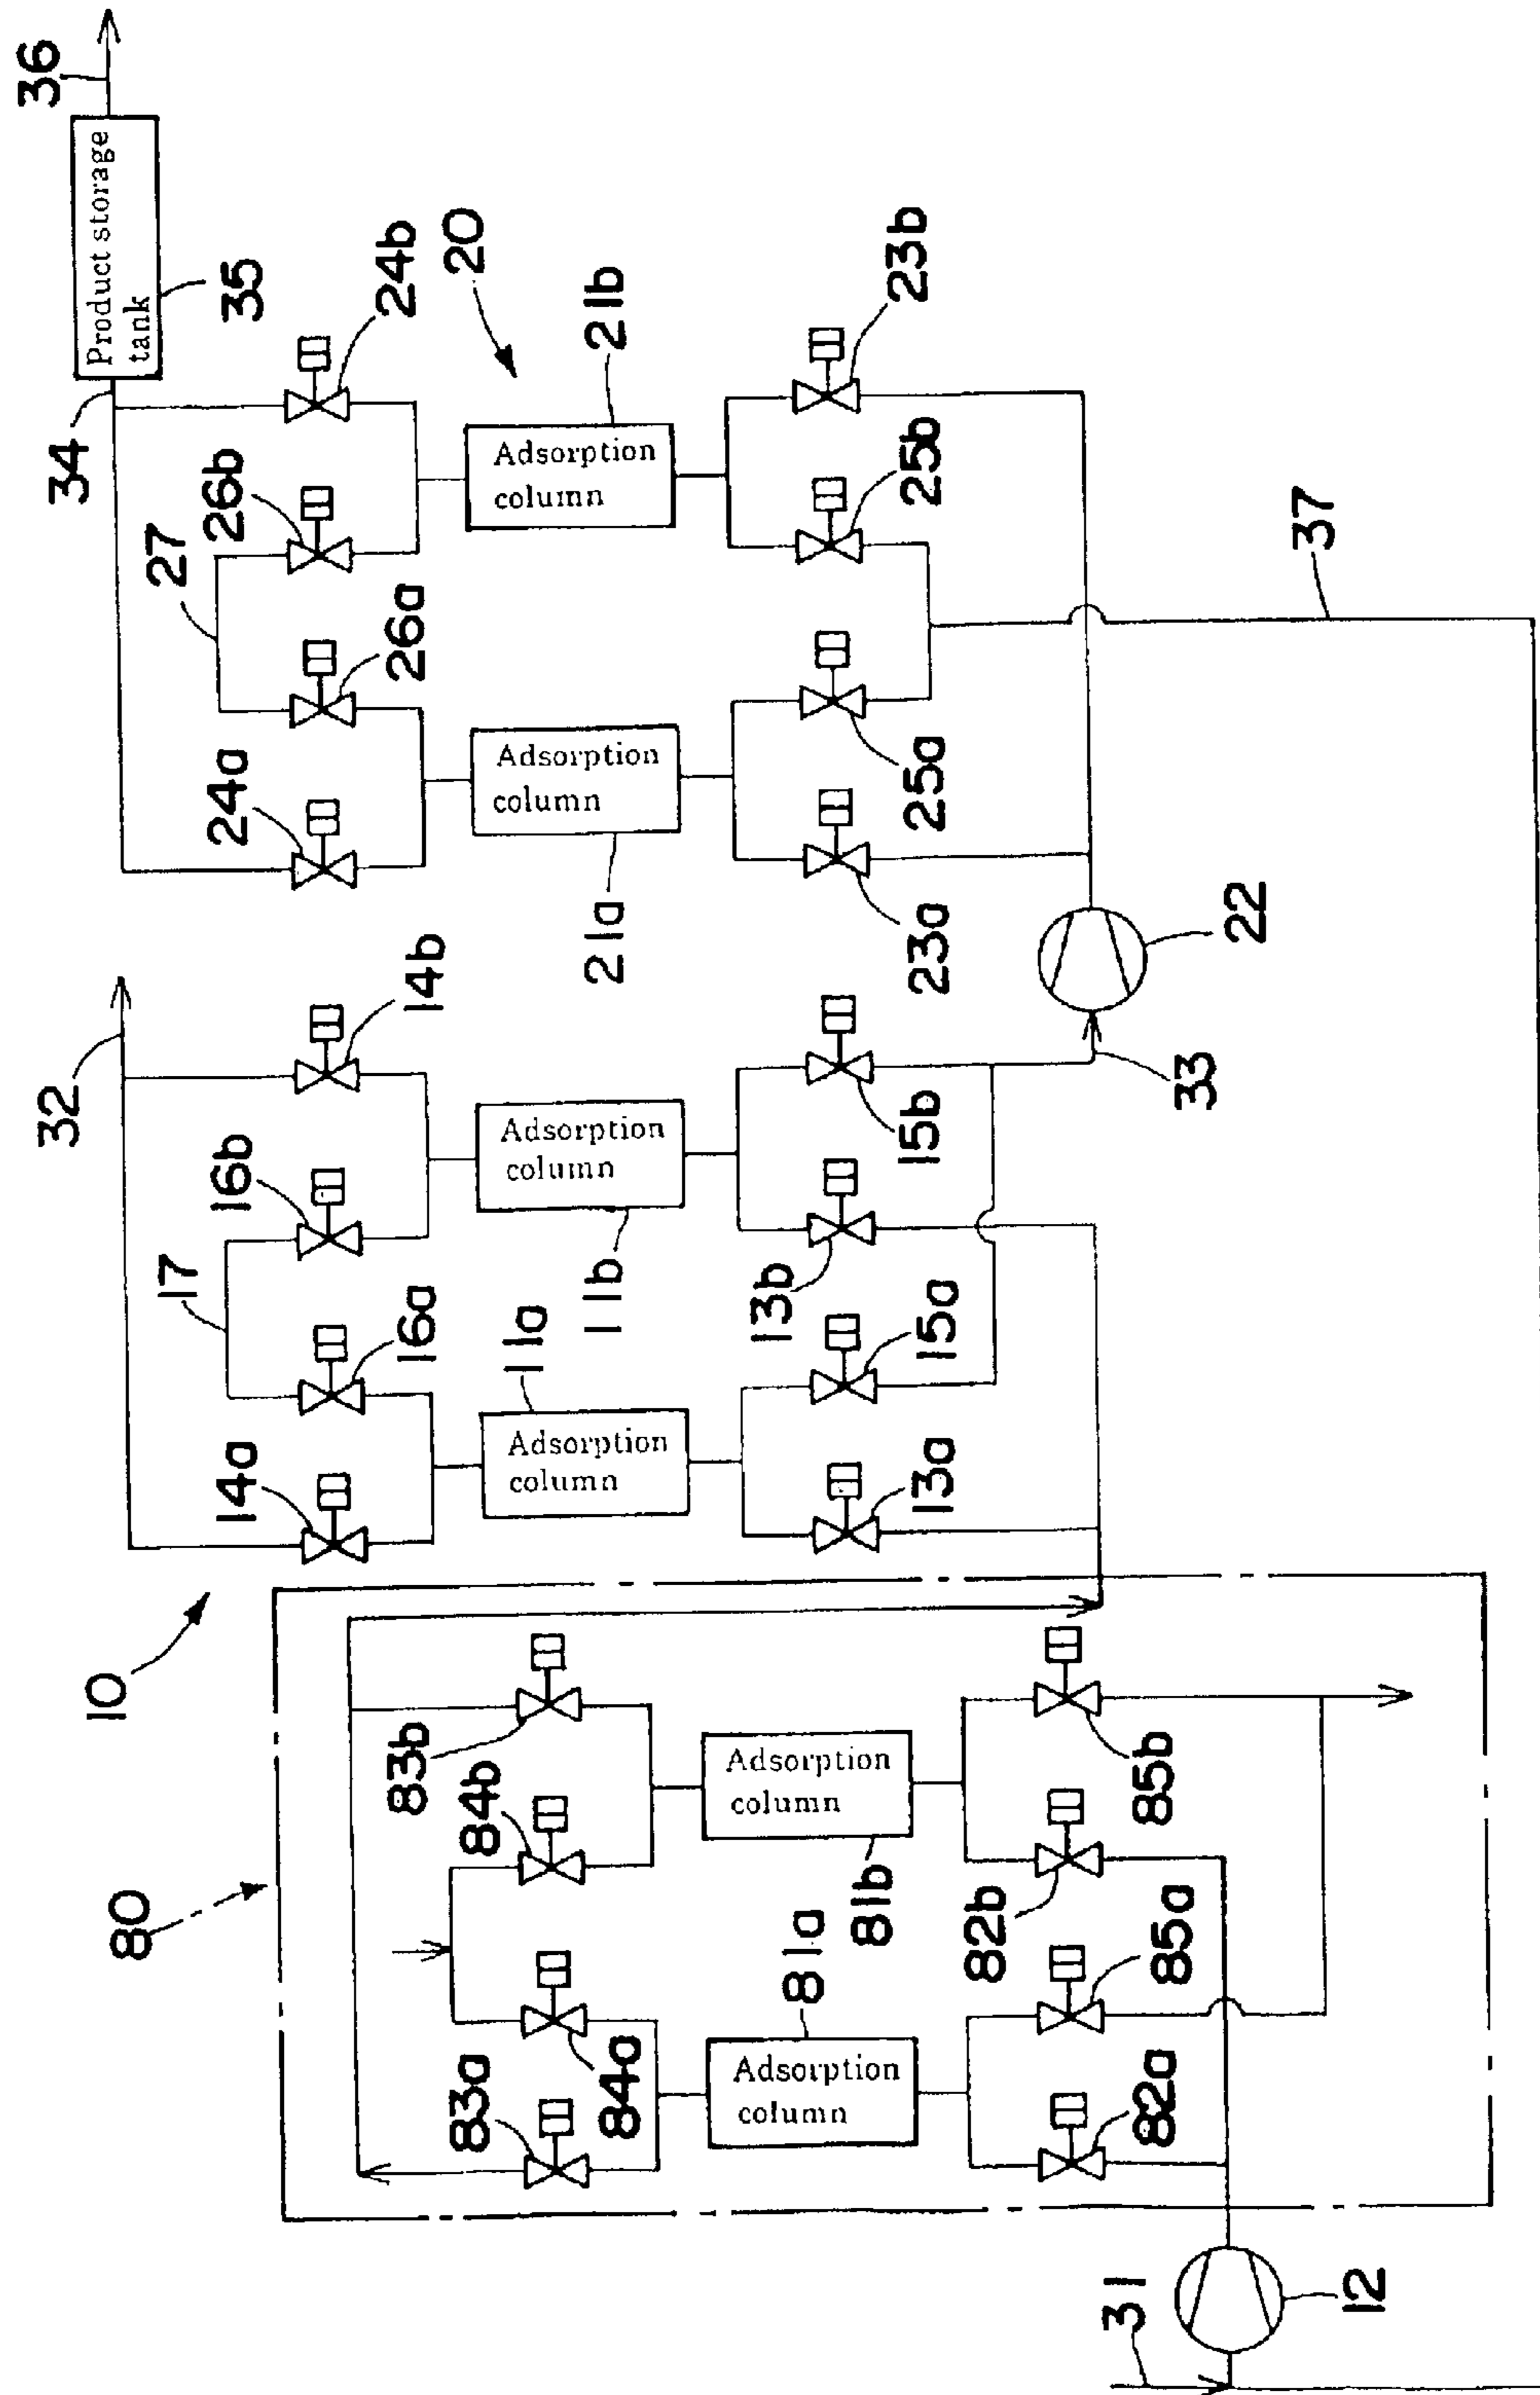 36
Product storage
tank
35
34
24b
20
26b
27
26a
24a
21b
Adsorption
column
23b
25b
Adsorption
column
21a
25a
23a
37
22
32
14b
16b
17
16a
14a
Adsorption
column
11b
11a
Adsorption
column
15b
13b
15a
13a
33
10
80
83b
84b
84a
83a
Adsorption
column
81b
81a
Adsorption
column
85b
82b
85a
82a
31
12